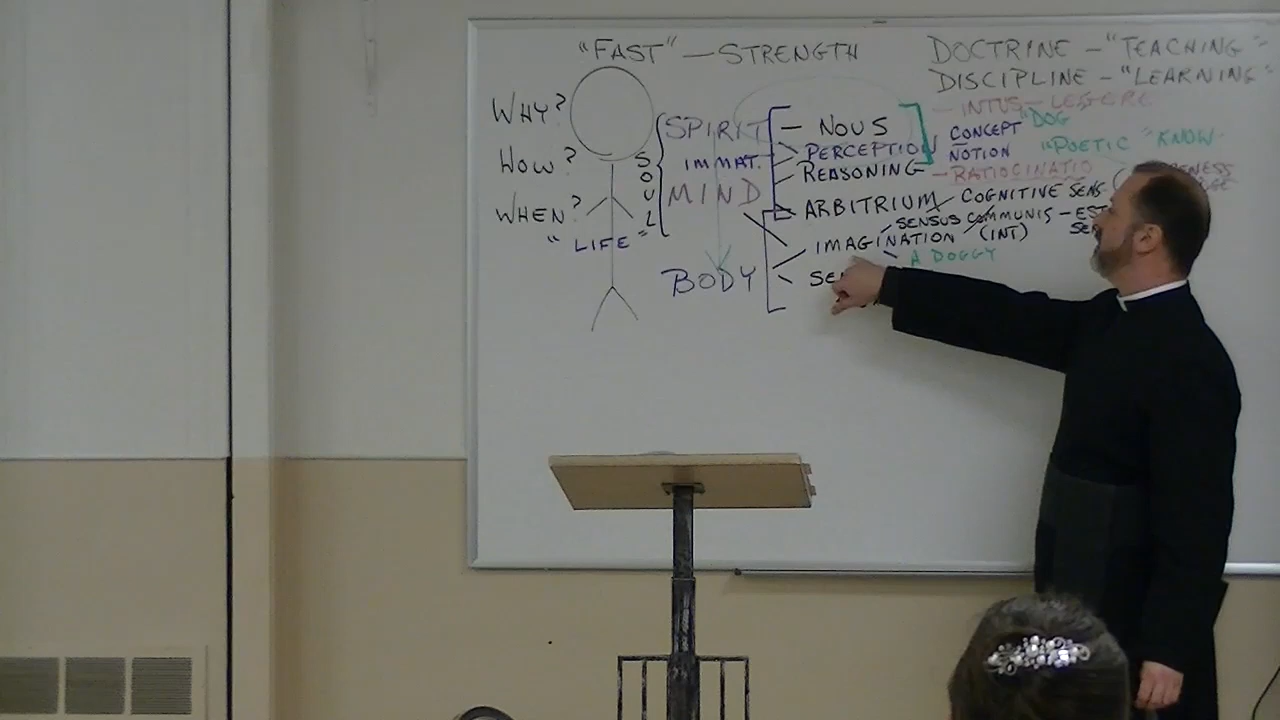 "FAST" — STRENGTH
DOCTRINE - "TEACHING"
DISCIPLINE - "LEARNING"
WHY?
HOW?
WHEN?
"LIFE"
SOUL
SPIRIT
IMMAT.
MIND
BODY
— NOUS
PERCEPTION
REASONING
ARBITRIUM
IMAGINATION (INT)
- INTUS - LEGERE
CONCEPT "DOG
NOTION
"POETIC "KNOW-
- RATIOCINATIO
COGNITIVE SENS
SENSUS COMMUNIS - EST
A DOGGY